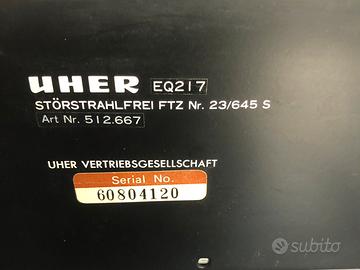 UHER EQ217
STÖRSTRAHLFREI FTZ Nr. 23/645 S
Art Nr. 512.667
UHER VERTRIEBSGESELLSCHAFT
Serial No.
60804120
subito